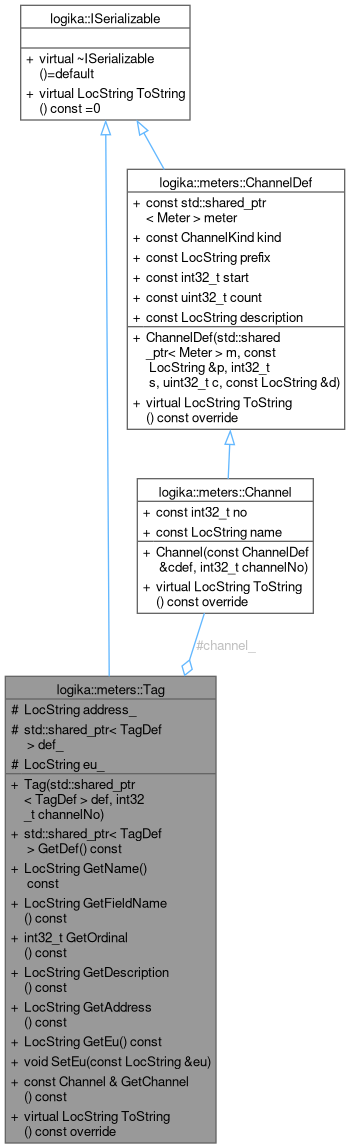 logika::ISerializable
+ virtual ~ISerializable
()=default
+ virtual LocString ToString
() const =0
logika::meters::ChannelDef
+ const std::shared_ptr
< Meter > meter
+ const ChannelKind kind
+ const LocString prefix
+ const int32_t start
+ const uint32_t count
+ const LocString description
+ ChannelDef(std::shared
_ptr< Meter > m, const
LocString &p, int32_t
s, uint32_t c, const LocString &d)
+ virtual LocString ToString
() const override
logika::meters::Channel
+ const int32_t no
+ const LocString name
+ Channel(const ChannelDef
&cdef, int32_t channelNo)
+ virtual LocString ToString
() const override
#channel_
logika::meters::Tag
# LocString address_
# std::shared_ptr< TagDef
> def_
# LocString eu_
+ Tag(std::shared_ptr
< TagDef > def, int32
_t channelNo)
+ std::shared_ptr< TagDef
> GetDef() const
+ LocString GetName()
const
+ LocString GetFieldName
() const
+ int32_t GetOrdinal
() const
+ LocString GetDescription
() const
+ LocString GetAddress
() const
+ LocString GetEu() const
+ void SetEu(const LocString &eu)
+ const Channel & GetChannel
() const
+ virtual LocString ToString
() const override